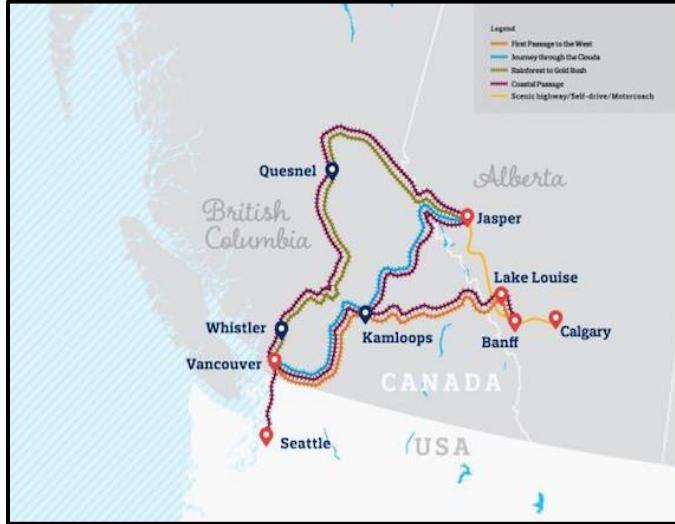 Legend
First Passage to the West
Journey through the Clouds
Rainforest to Gold Rush
Coastal Passage
Scenic highway/Self-drive/Motorcoach
Quesnel
Alberta
British
Columbia
Jasper
Lake Louise
Whistler
Kamloops
Banff
Calgary
Vancouver
CANADA
Seattle
USA